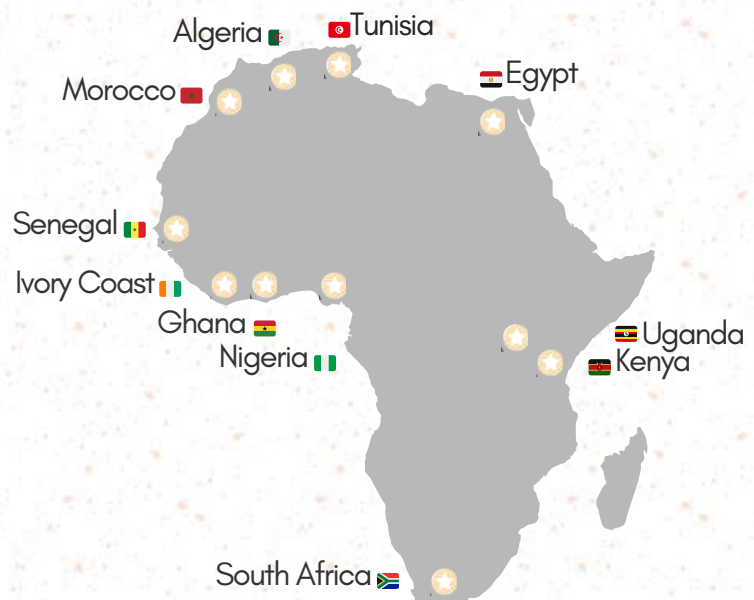 Algeria
Tunisia
Egypt
Morocco
Senegal
Ivory Coast
Ghana
Nigeria
Uganda
Kenya
South Africa